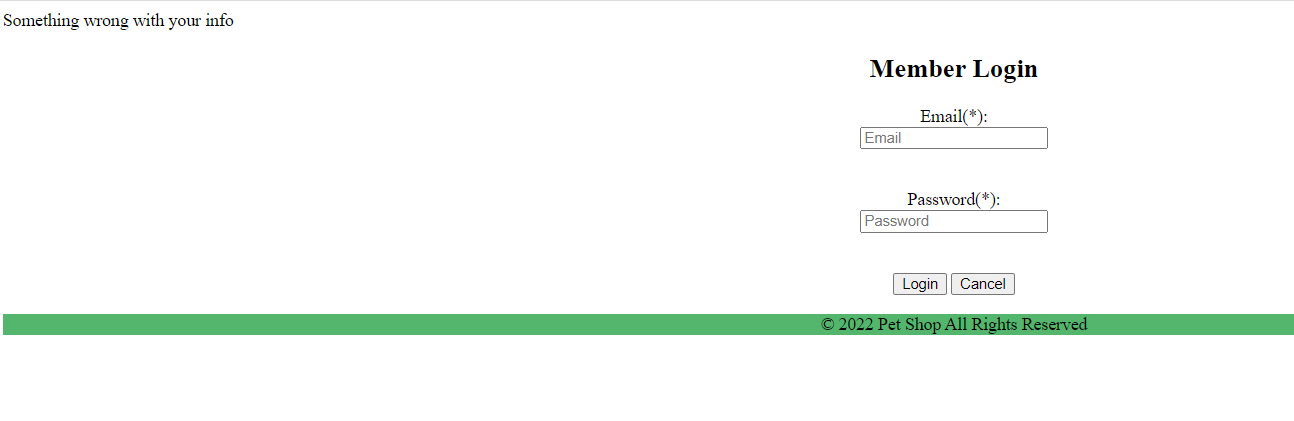 Something wrong with your info
Member Login
Email(*):
Email
Password(*):
Password
Login Cancel
© 2022 Pet Shop All Rights Reserved